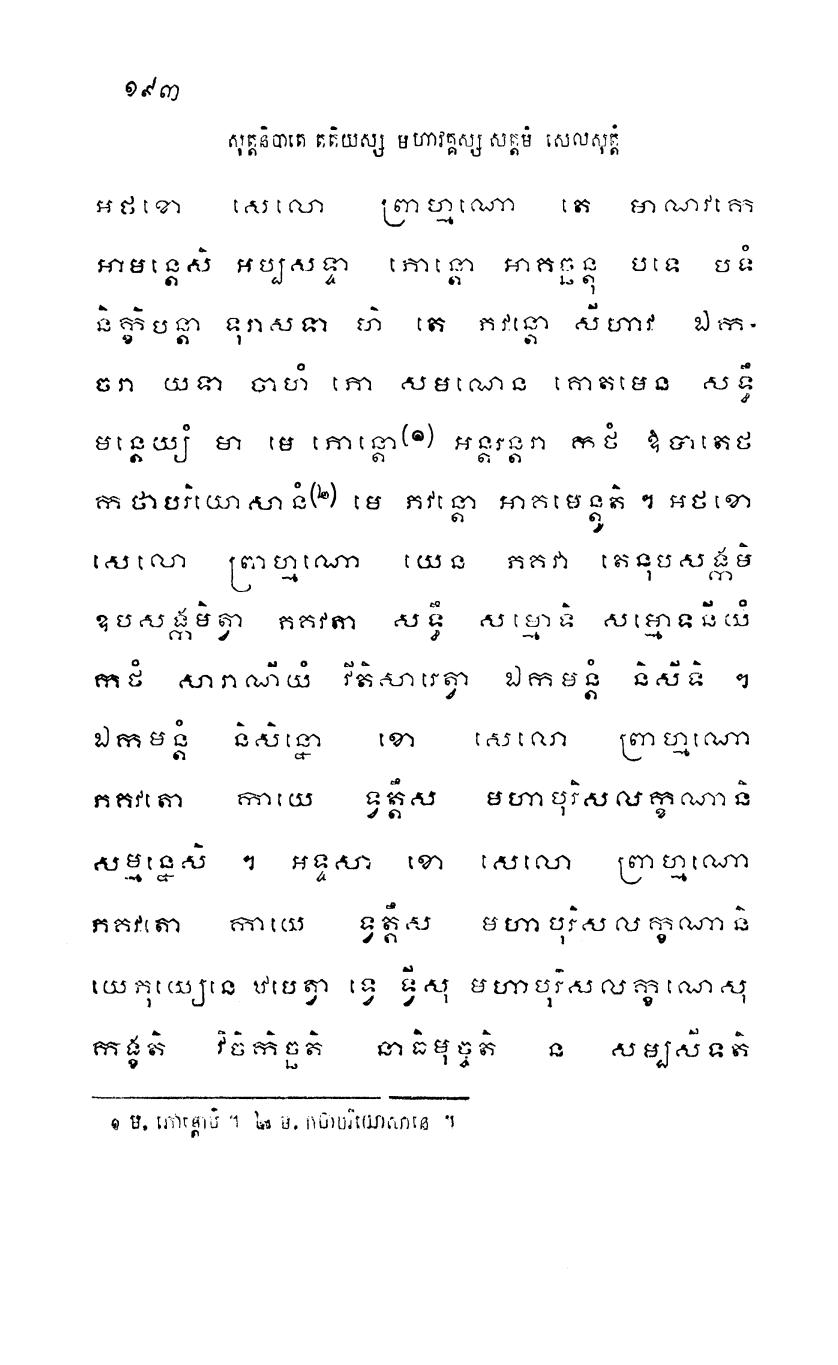 ១៩៣
សុត្តនិបាតេ តតិយស្ស មហាវគ្គស្ស សត្តមំ សេលសុត្តំ
អថខោ សេលោ ព្រាហ្មណោ តេ មាណវកេ
អាមន្តេសិ អប្បសទ្ទា ភោន្តោ អាគច្ឆន្តុ បទេ បទំ
និក្ខិបន្តា ទុរាសទា ហិ តេ ភវន្តោ សីហាវ ឯក-
ចរា យទា ចាហំ ភោ សមណេន គោតមេន សទ្ធឹ
មន្តេយ្យំ មា មេ ភោន្តោ(១) អន្តរន្តរា កថំ ឱបាតេថ
កថាបរិយោសានំ(២) មេ ភវន្តោ អាគមេន្តូតិ ។ អថខោ
សេលោ ព្រាហ្មណោ យេន ភគវា តេនុបសង្កមិ
ឧបសង្កមិត្វា ភគវតា សទ្ធឹ សម្មោទិ សម្មោទនីយំ
កថំ សារាណីយំ វីតិសារេត្វា ឯកមន្តំ និសីទិ ។
ឯកមន្តំ និសិន្នោ ខោ សេលោ ព្រាហ្មណោ
ភគវតោ កាយេ ទ្វត្តឹស មហាបុរិសលក្ខណានិ
សម្មន្នេសិ ។ អទ្ទសា ខោ សេលោ ព្រាហ្មណោ
ភគវតោ កាយេ ទ្វត្តឹស មហាបុរិសលក្ខណានិ
យេភុយ្យេន ឋបេត្វា ទ្វេ ទ្វីសុ មហាបុរិសលក្ខណេសុ
កង្ខតិ វិចិកិច្ឆតិ នាធិមុច្ចតិ ន សម្បសីទតិ
១ ម. ភោន្តោបិ ។ ២ ម. កថាបរិយោសានេ ។